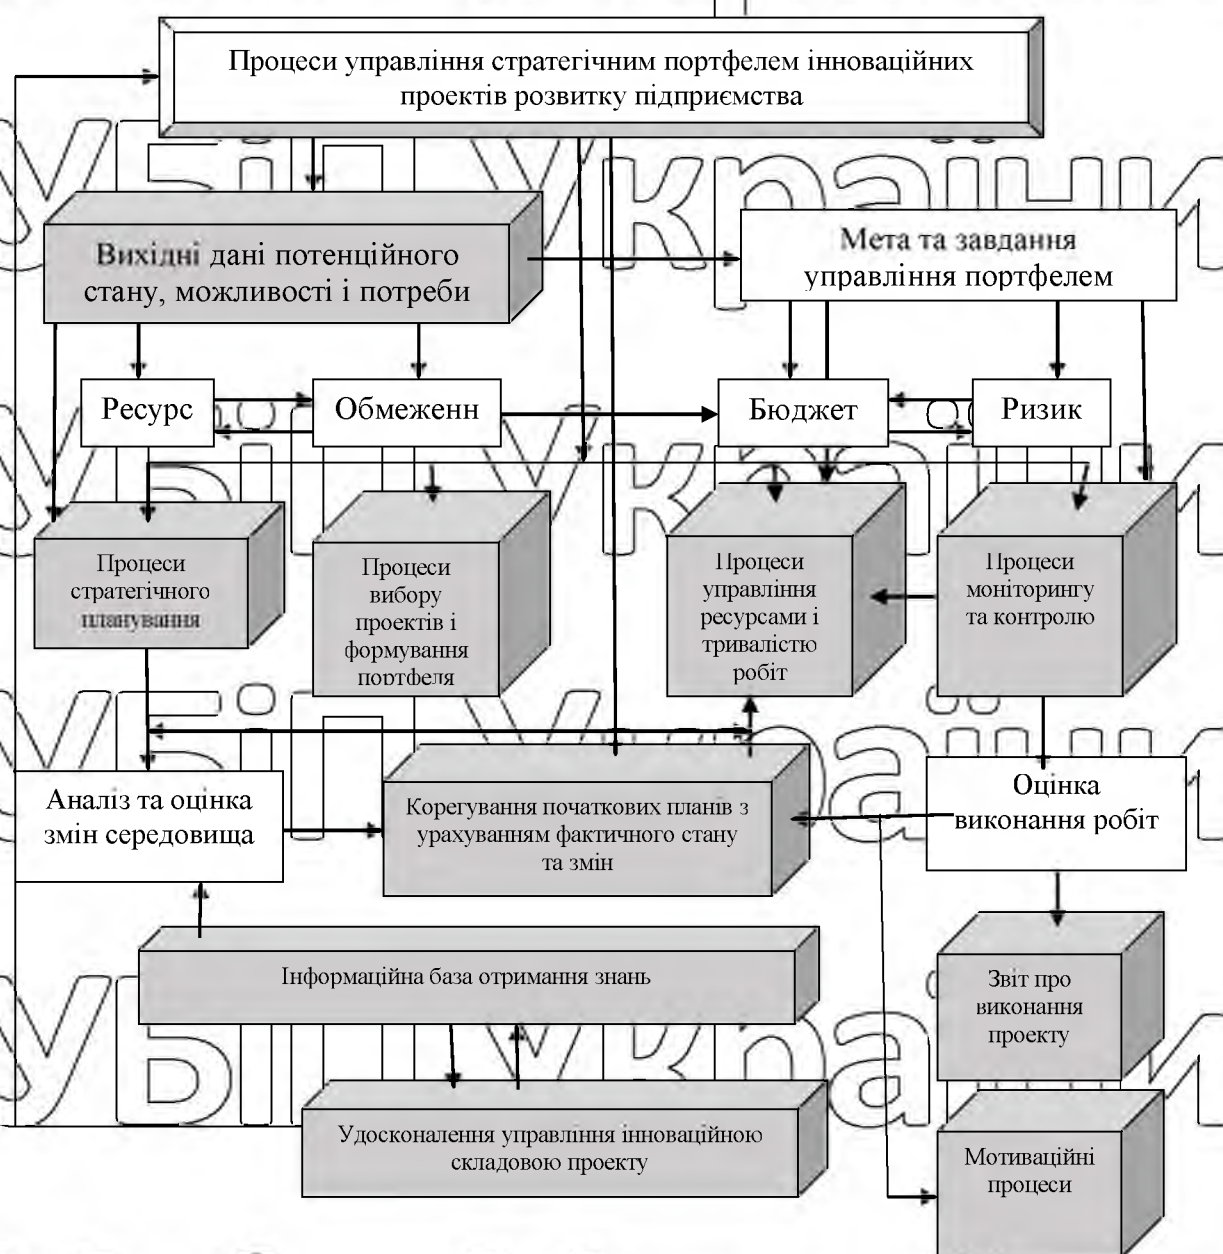 Процеси управління стратегічним портфелем інноваційних
проектів розвитку підприємства
Вихідні дані потенційного
стану, можливості і потреби
Мета та завдання
управління портфелем
Ресурс
Обмеженн
Бюджет
Ризик
Процеси
стратегічного
планування
Процеси
вибору
проектів і
формування
портфеля
Процеси
управління
ресурсами і
тривалістю
робіт
Процеси
моніторингу
та контролю
Аналіз та оцінка
змін середовища
Корегування початкових планів з
урахуванням фактичного стану
та змін
Оцінка
виконання робіт
Інформаційна база отримання знань
Звіт про
виконання
проекту
Удосконалення управління інноваційною
складовою проекту
Мотиваційні
процеси